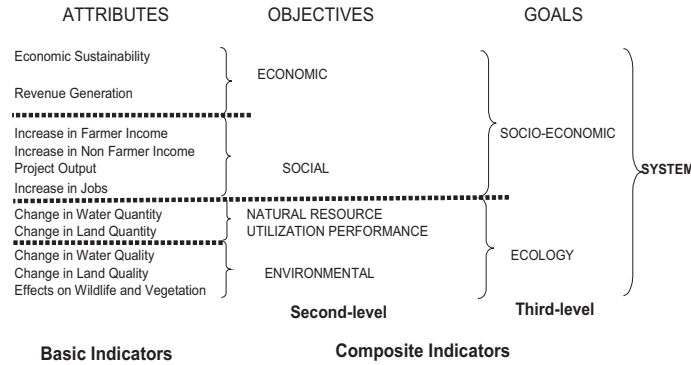 ATTRIBUTES OBJECTIVES GOALS
Economic Sustainability
ECONOMIC
Revenue Generation
Increase in Farmer Income
SOCIO-ECONOMIC
Increase in Non Farmer Income
Project Output SOCIAL SYSTEM
Increase in Jobs
Change in Water Quantity NATURAL RESOURCE
Change in Land Quantity UTILIZATION PERFORMANCE
Change in Water Quality ECOLOGY
Change in Land Quality ENVIRONMENTAL
Effects on Wildlife and Vegetation
Second-level Third-level
Basic Indicators Composite Indicators